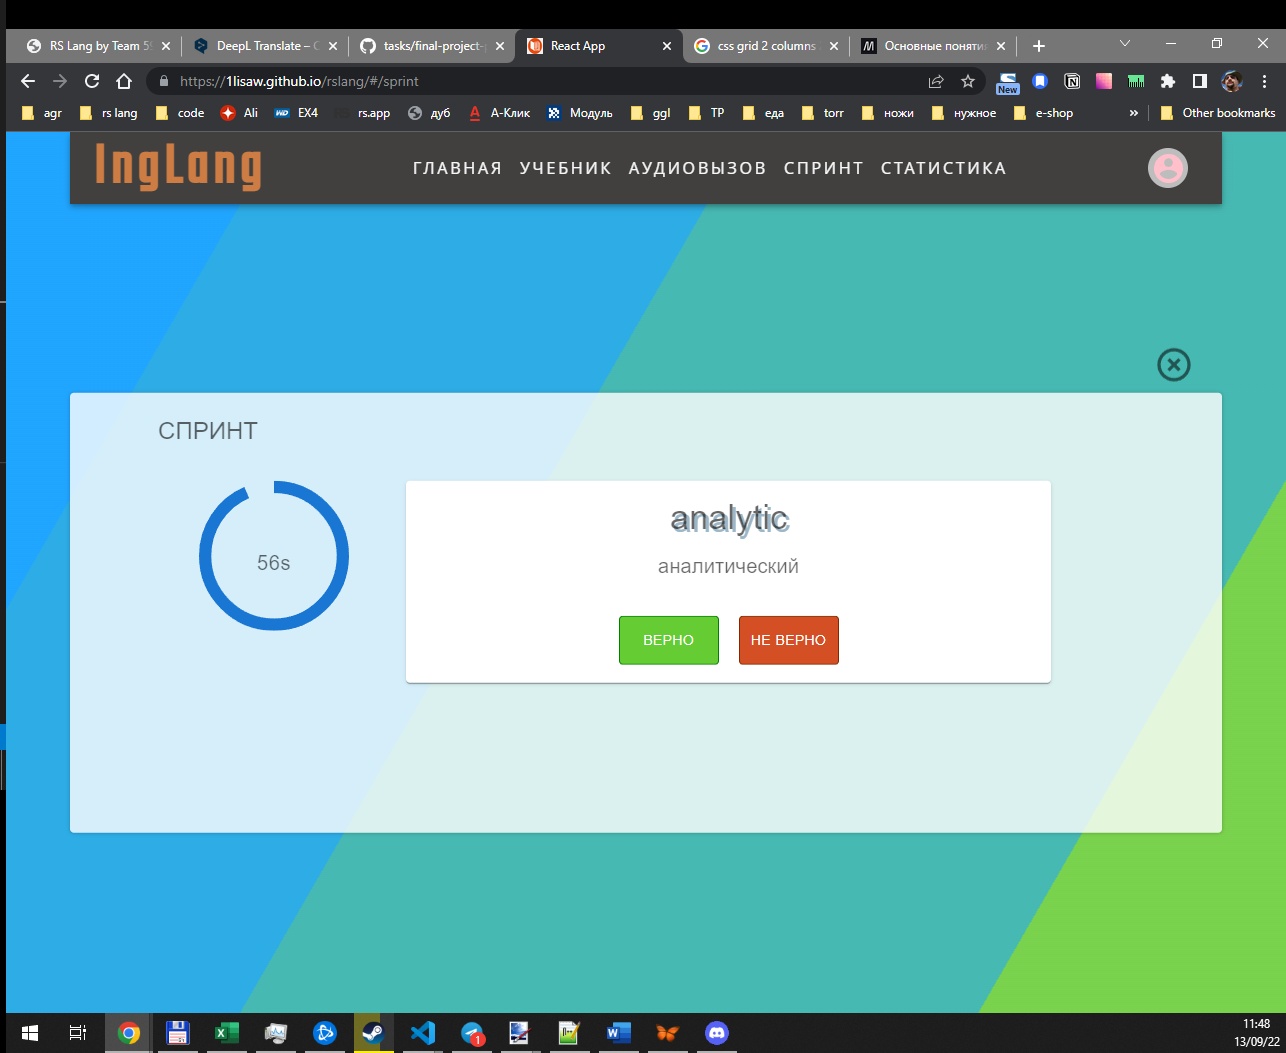 RS Lang by Team 5
DeepL Translate –
tasks/final-project-
React App
css grid 2 columns
Основные понятия
https://1lisaw.github.io/rslang/#/sprint
New
agr
rs lang
code
Ali
EX4
rs.app
дуб
А-Клик
Модуль
ggl
TP
еда
torr
ножи
нужное
e-shop
»
Other bookmarks
IngLang
ГЛАВНАЯ УЧЕБНИК АУДИОВЫЗОВ СПРИНТ СТАТИСТИКА
СПРИНТ
56s
analytic
аналитический
ВЕРНО
НЕ ВЕРНО
1
11:48
13/09/22